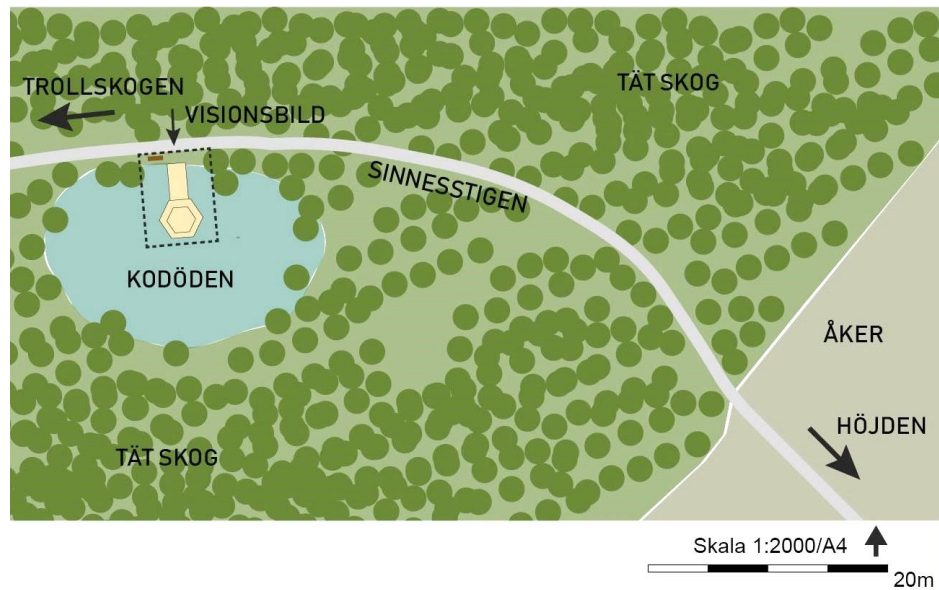 TÄT SKOG
TROLLSKOGEN
VISIONSBILD
SINNESSTIGEN
KODÖDEN
ÅKER
HÖJDEN
TÄT SKOG
Skala 1:2000/A4
20m